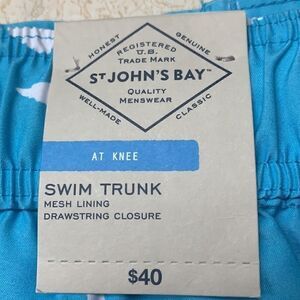 HONEST
GENUINE
REGISTERED
U.S.
TRADE MARK
ST JOHN'S BAY™
QUALITY
MENSWEAR
WELL-MADE
CLASSIC
AT KNEE
SWIM TRUNK
MESH LINING
DRAWSTRING CLOSURE
$40